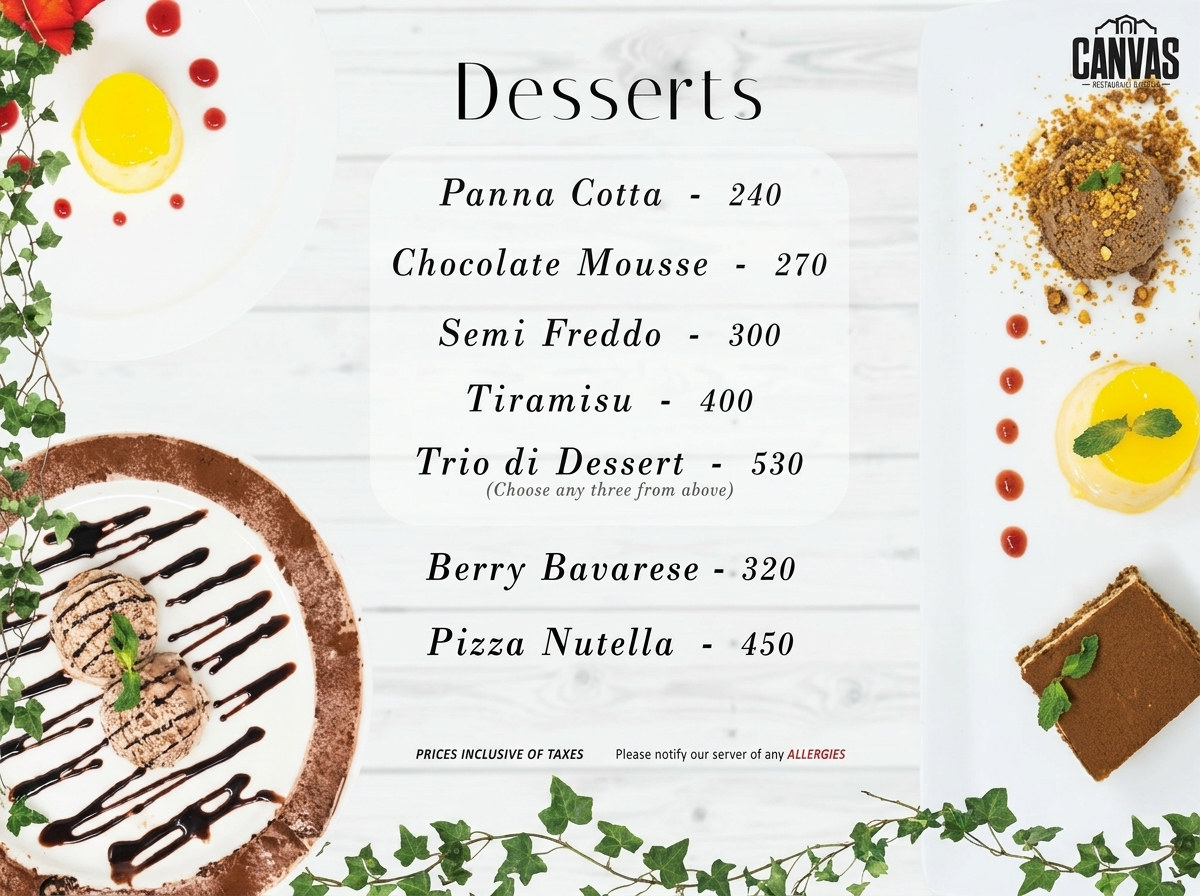 CANVAS
Desserts
Panna Cotta - 240
Chocolate Mousse - 270
Semi Freddo - 300
Tiramisu - 400
Trio di Dessert - 530
(Choose any three from above)
Berry Bavarese - 320
Pizza Nutella - 450
PRICES INCLUSIVE OF TAXES Please notify our server of any ALLERGIES